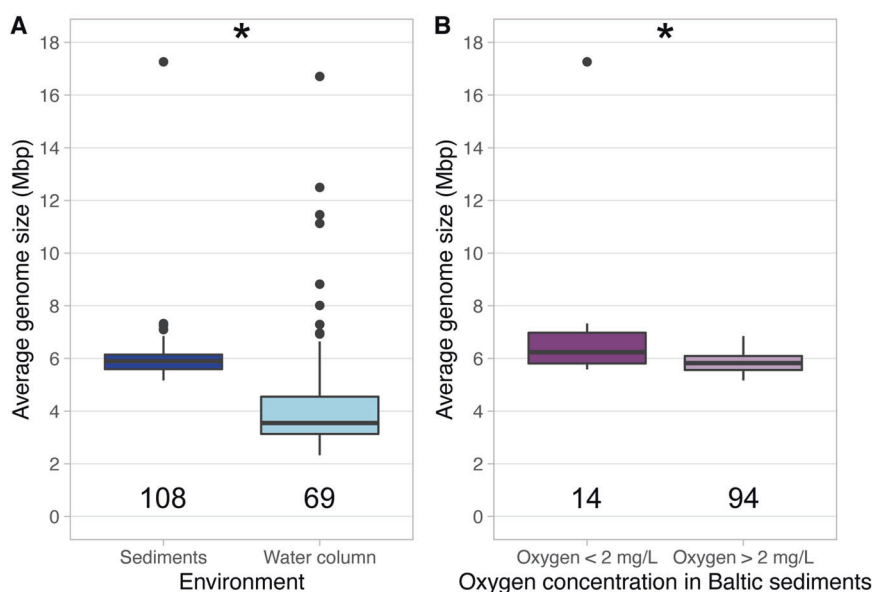 A
*
Average genome size (Mbp)
18
16
14
12
10
8
6
4
2
0
108
69
Sediments
Water column
Environment
B
*
Average genome size (Mbp)
18
16
14
12
10
8
6
4
2
0
14
94
Oxygen < 2 mg/L
Oxygen > 2 mg/L
Oxygen concentration in Baltic sediments